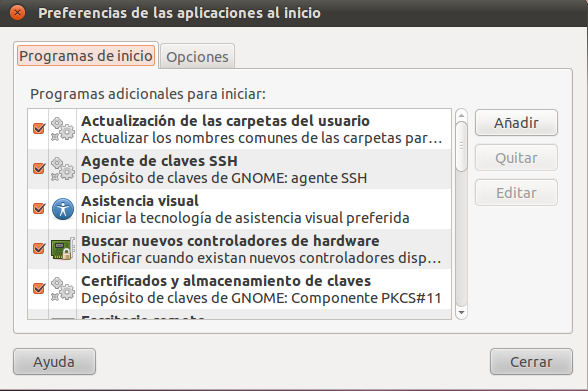 Preferencias de las aplicaciones al inicio
Programas de inicio
Opciones
Programas adicionales para iniciar:
Actualización de las carpetas del usuario
Actualizar los nombres comunes de las carpetas par…
Agente de claves SSH
Depósito de claves de GNOME: agente SSH
Asistencia visual
Iniciar la tecnología de asistencia visual preferida
Buscar nuevos controladores de hardware
Notificar cuando existan nuevos controladores disp…
Certificados y almacenamiento de claves
Depósito de claves de GNOME: Componente PKCS#11
Escritorio remoto
Añadir
Quitar
Editar
Ayuda
Cerrar